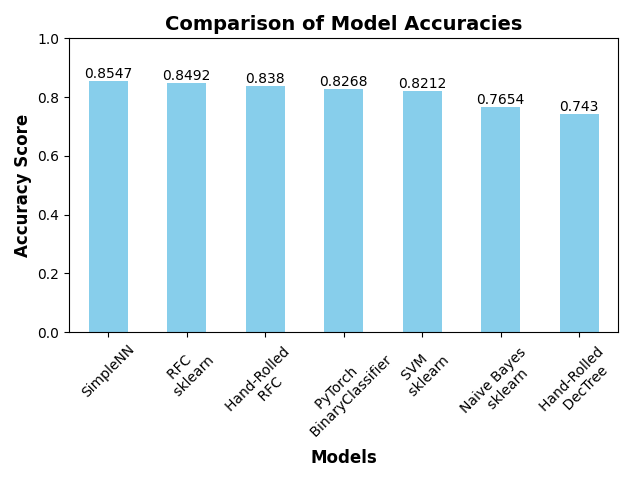 Comparison of Model Accuracies
1.0
0.8
0.6
0.4
0.2
0.0
Accuracy Score
0.8547
0.8492
0.838
0.8268
0.8212
0.7654
0.743
SimpleNN
RFC
sklearn
Hand-Rolled
RFC
PyTorch
BinaryClassifier
SVM
sklearn
Naive Bayes
sklearn
Hand-Rolled
DecTree
Models